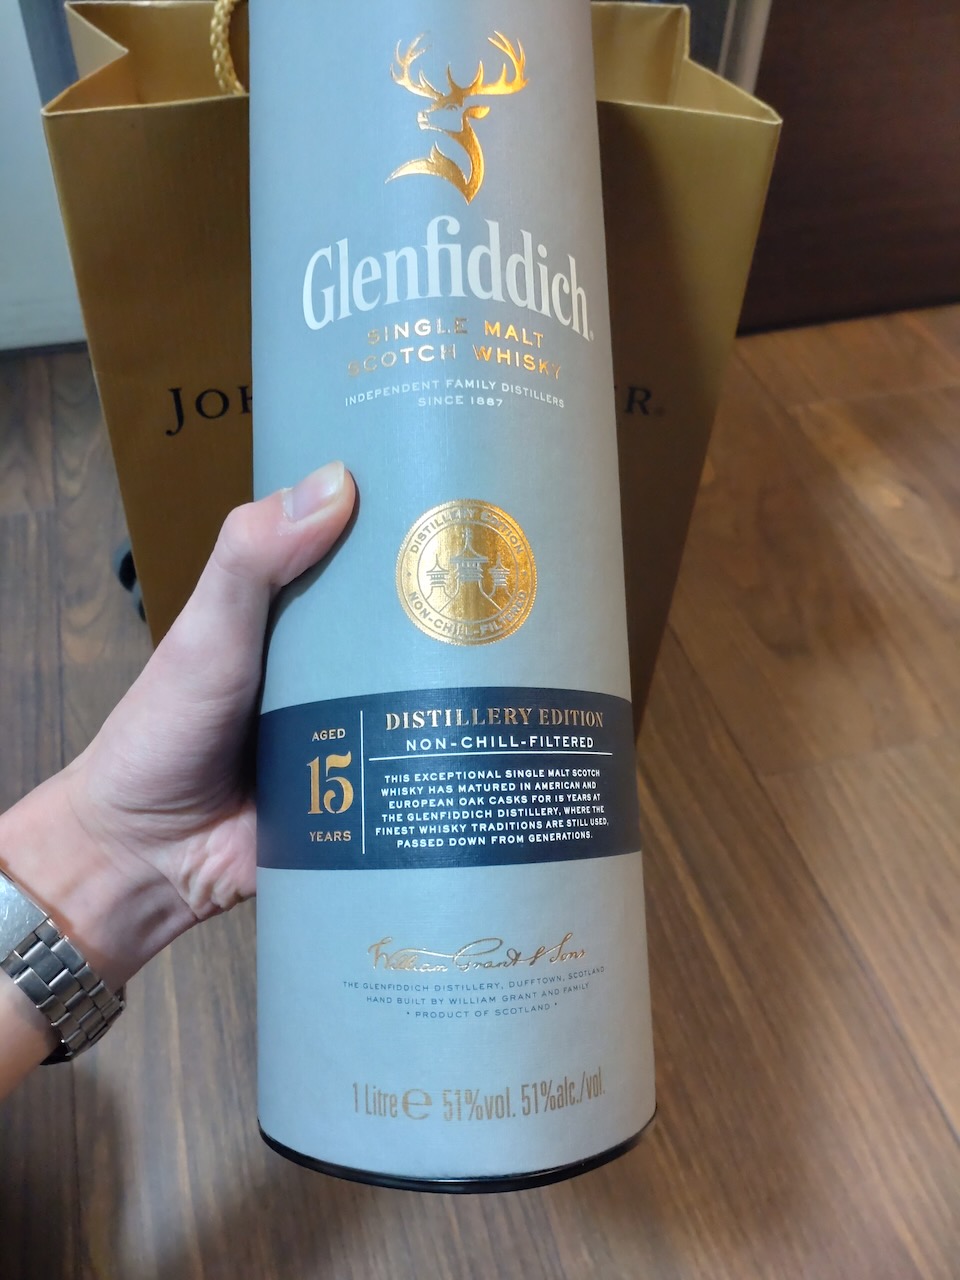 Glenfiddich.
SINGLE MALT
SCOTCH WHISKY
INDEPENDENT FAMILY DISTILLERS
SINCE 1887
JOH
R.
DISTILLERY EDITION
NON-CHILL-FILTERED
AGED
15
YEARS
DISTILLERY EDITION
NON-CHILL-FILTERED
THIS EXCEPTIONAL SINGLE MALT SCOTCH
WHISKY HAS MATURED IN AMERICAN AND
EUROPEAN OAK CASKS FOR 15 YEARS AT
THE GLENFIDDICH DISTILLERY, WHERE THE
FINEST WHISKY TRADITIONS ARE STILL USED,
PASSED DOWN FROM GENERATIONS.
William Grant & Sons
THE GLENFIDDICH DISTILLERY, DUFFTOWN, SCOTLAND
HAND BUILT BY WILLIAM GRANT AND FAMILY
• PRODUCT OF SCOTLAND •
1 Litre ℮ 51%vol. 51%alc./vol.